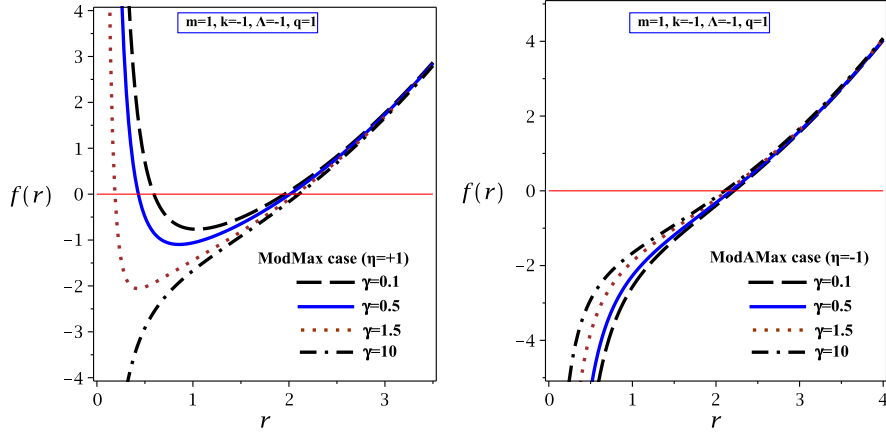 m=1, k=-1, Λ=-1, q=1
4
3
2
1
0
-1
-2
-3
-4
f(r)
ModMax case (η=+1)
γ=0.1
γ=0.5
γ=1.5
γ=10
0
1
2
3
r
m=1, k=-1, Λ=-1, q=1
4
2
0
-2
-4
f(r)
ModAMax case (η=-1)
γ=0.1
γ=0.5
γ=1.5
γ=10
1
2
3
4
r